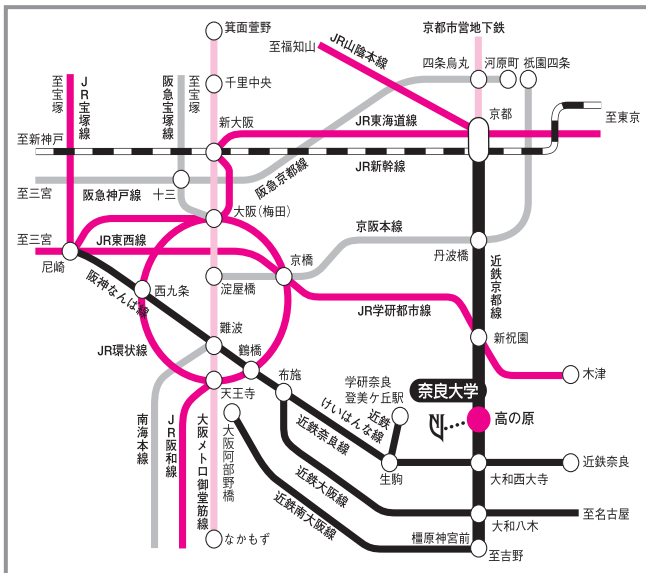 箕面萱野
京都市営地下鉄
至福知山
JR山陰本線
四条烏丸
河原町
祇園四条
至宝塚
JR宝塚線
阪急宝塚線
至宝塚
千里中央
新大阪
JR東海道線
京都
至東京
至新神戸
JR新幹線
阪急京都線
至三宮
阪急神戸線
十三
大阪(梅田)
京阪本線
至三宮
JR東西線
京橋
丹波橋
尼崎
阪神なんば線
西九条
淀屋橋
近鉄京都線
JR学研都市線
難波
新祝園
JR環状線
鶴橋
布施
木津
学研奈良
登美ケ丘駅
奈良大学
天王寺
近鉄
けいはんな線
高の原
南海本線
JR阪和線
大阪メトロ御堂筋線
大阪阿部野橋
近鉄奈良線
生駒
大和西大寺
近鉄奈良
近鉄大阪線
近鉄南大阪線
大和八木
至名古屋
なかもず
橿原神宮前
至吉野